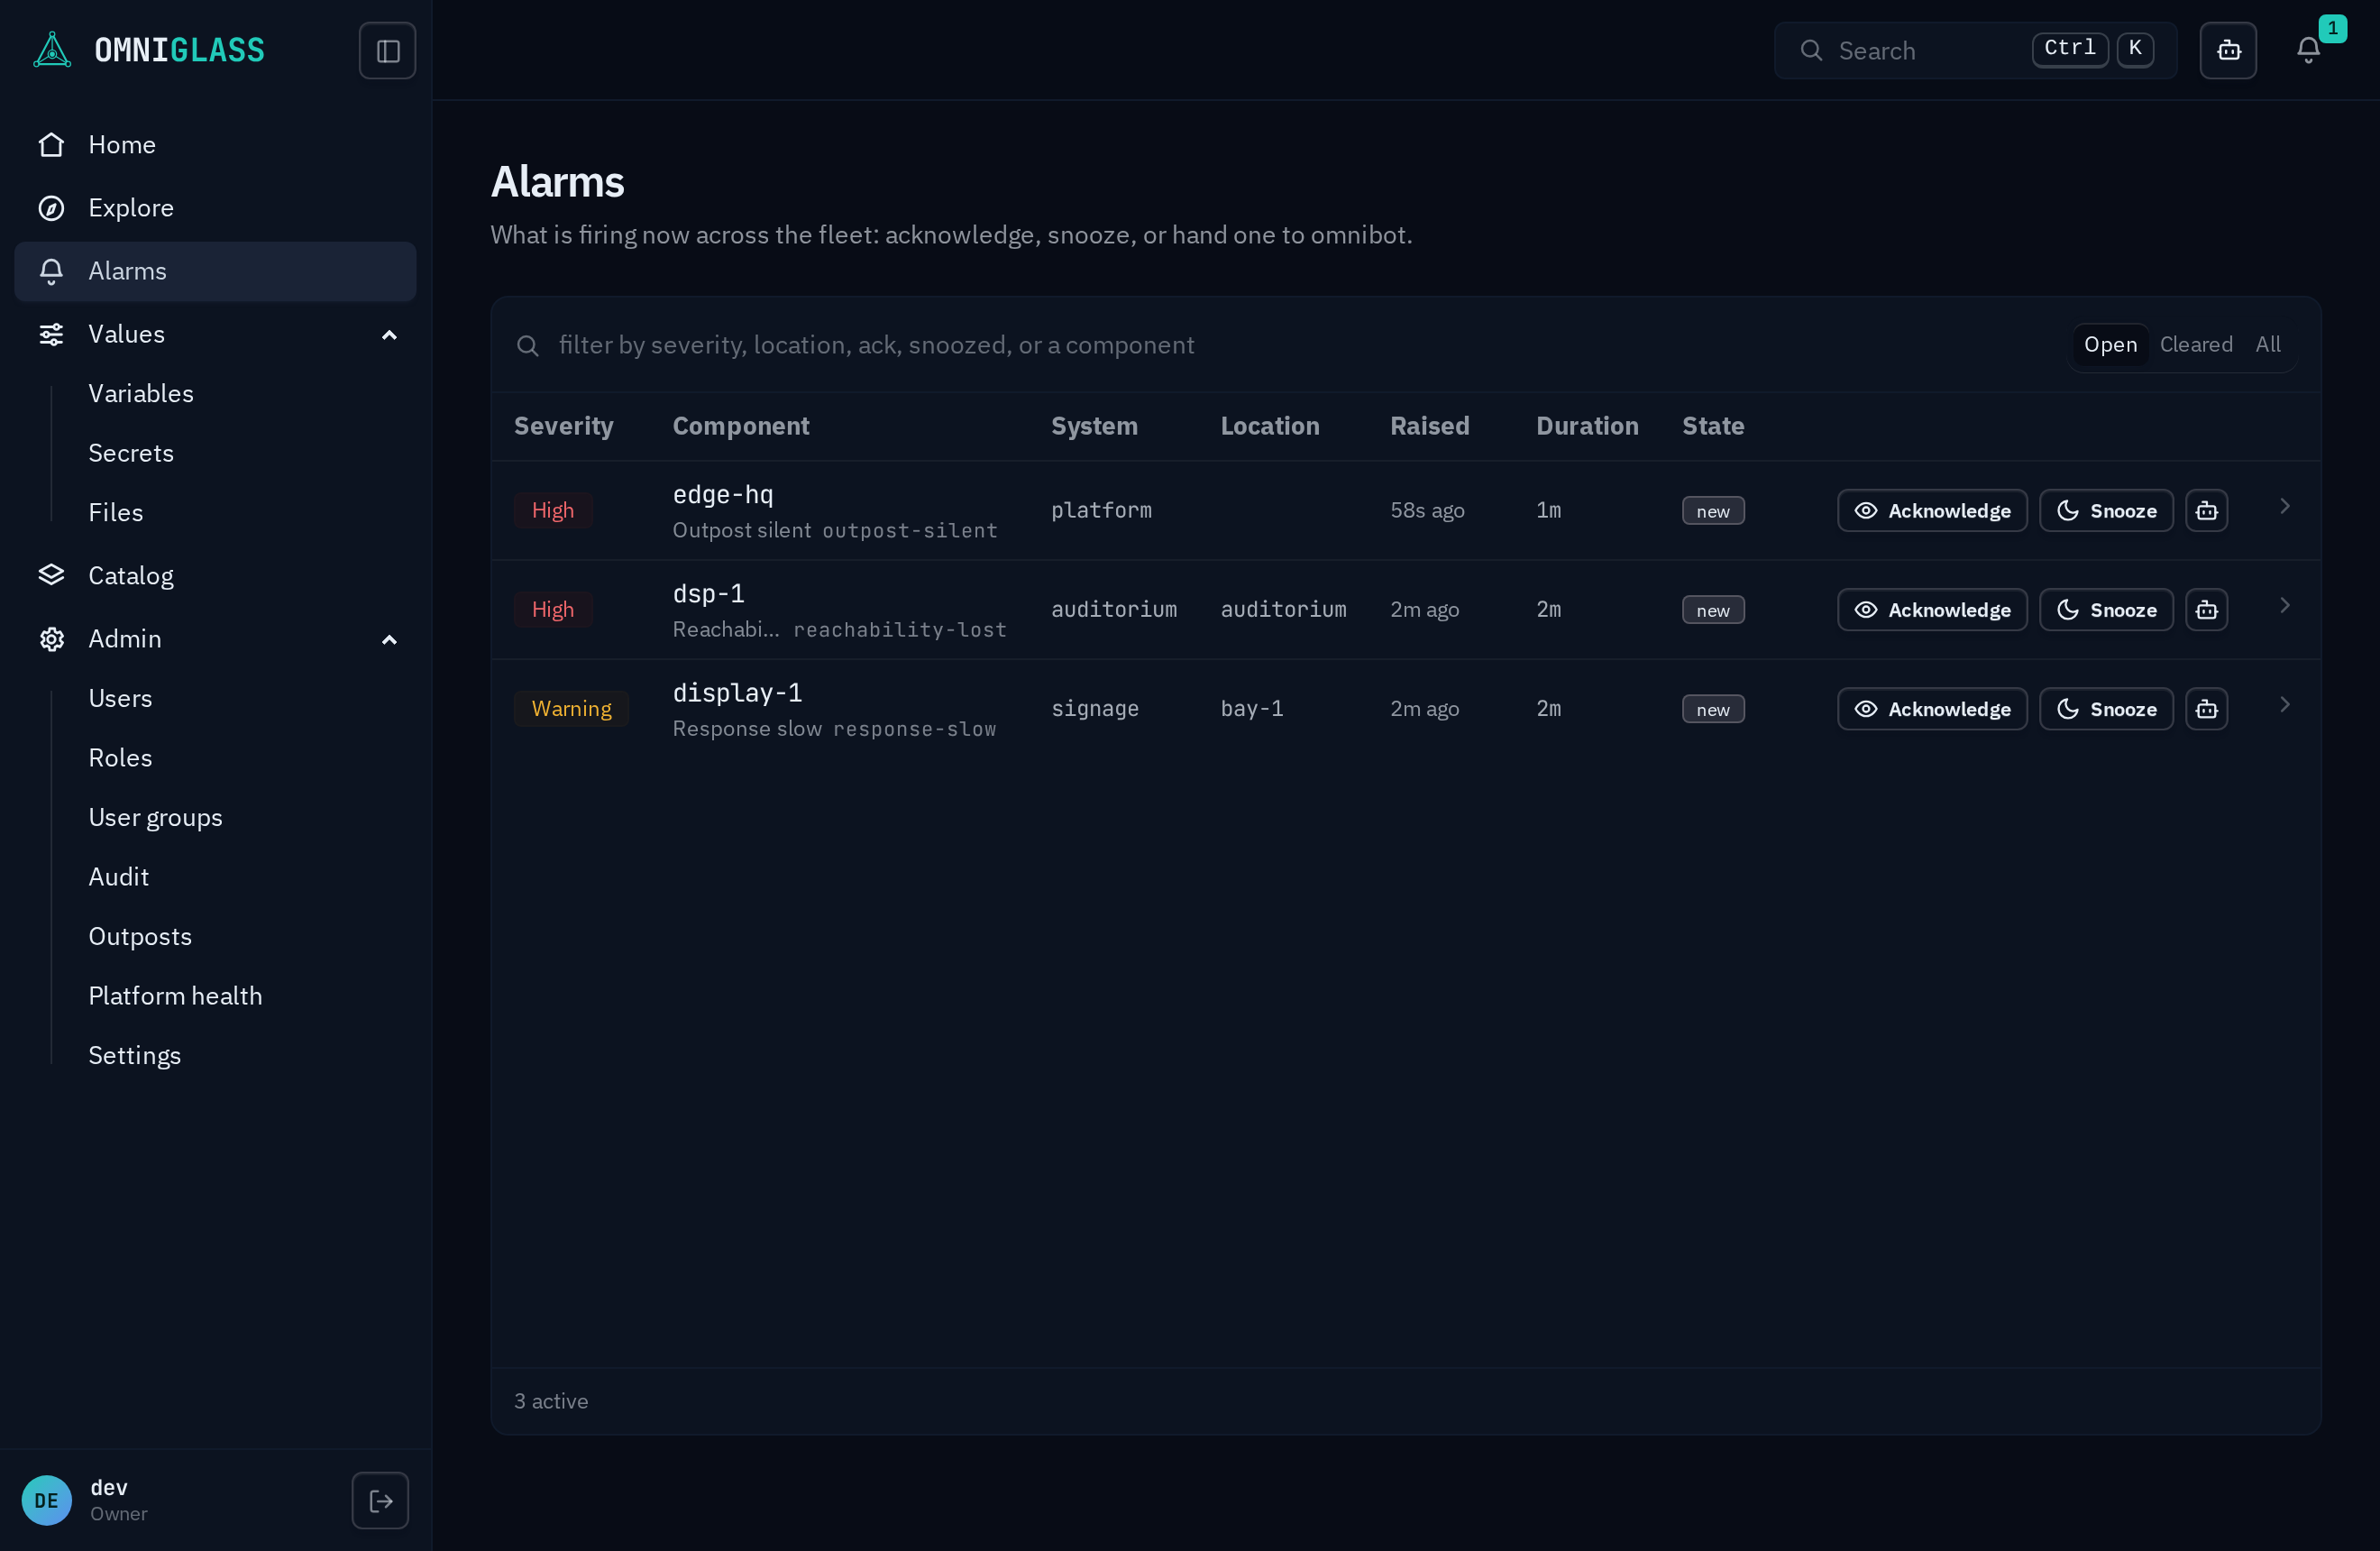 OMNIGLASS
Search Ctrl K
1
Home
Explore
Alarms
Values
Variables
Secrets
Files
Catalog
Admin
Users
Roles
User groups
Audit
Outposts
Platform health
Settings
DE
dev
Owner
Alarms
What is firing now across the fleet: acknowledge, snooze, or hand one to omnibot.
filter by severity, location, ack, snoozed, or a component
Open Cleared All
Severity Component System Location Raised Duration State
High edge-hq platform 58s ago 1m new Acknowledge Snooze
Outpost silent outpost-silent
High dsp-1 auditorium auditorium 2m ago 2m new Acknowledge Snooze
Reachabi... reachability-lost
Warning display-1 signage bay-1 2m ago 2m new Acknowledge Snooze
Response slow response-slow
3 active